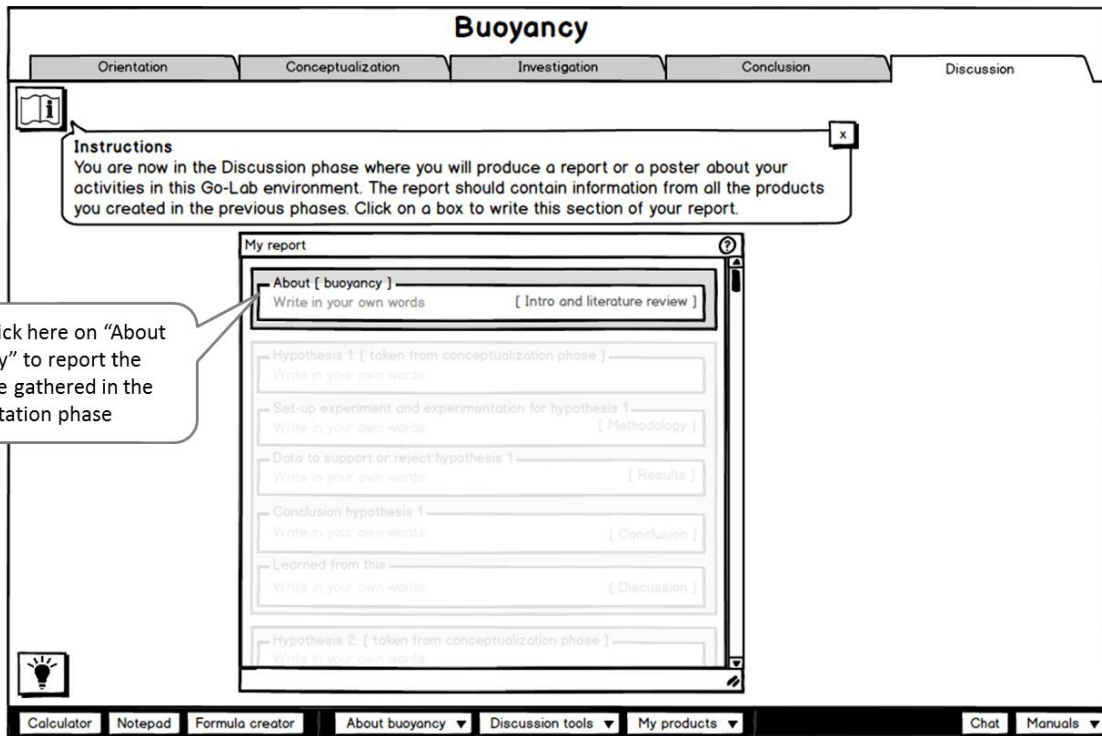 Buoyancy
Orientation
Conceptualization
Investigation
Conclusion
Discussion
i
x
Instructions
You are now in the Discussion phase where you will produce a report or a poster about your
activities in this Go-Lab environment. The report should contain information from all the products
you created in the previous phases. Click on a box to write this section of your report.
My report ?
About [ buoyancy ]
Write in your own words [ Intro and literature review ]
here on "About
to report the
gathered in the
phase
Hypothesis 1: [ taken from conceptualization phase ]
Write in your own words
Set-up experiment and experimentation for hypothesis 1
Write in your own words [ Methodology ]
Data to support or reject hypothesis 1
Write in your own words [ Results ]
Conclusion hypothesis 1
Write in your own words [ Conclusion ]
Learned from this
Write in your own words [ Discussion ]
Hypothesis 2: [ taken from conceptualization phase ]
Write in your own words
Calculator Notepad Formula creator About buoyancy ▼ Discussion tools ▼ My products ▼ Chat Manuals ▼